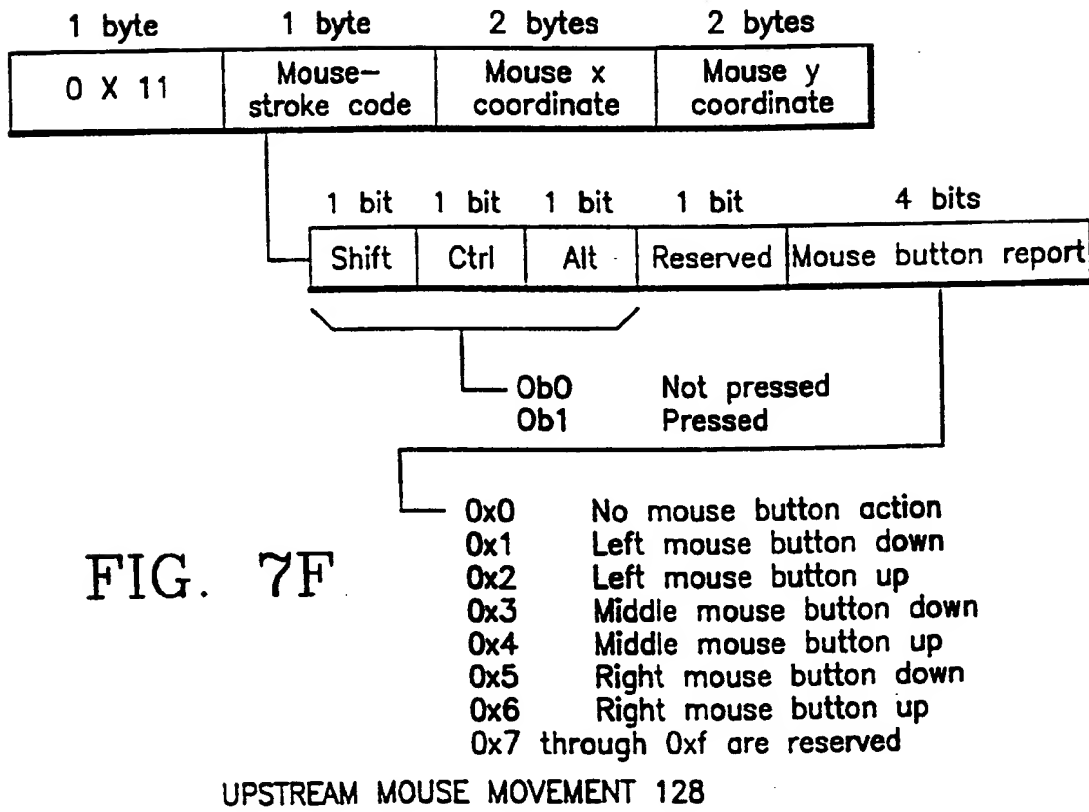 1 byte 1 byte 2 bytes 2 bytes
0 X 11 Mouse-stroke code Mouse x coordinate Mouse y coordinate
1 bit 1 bit 1 bit 1 bit 4 bits
Shift Ctrl Alt Reserved Mouse button report
0b0 Not pressed
0b1 Pressed
0x0 No mouse button action
0x1 Left mouse button down
0x2 Left mouse button up
0x3 Middle mouse button down
0x4 Middle mouse button up
0x5 Right mouse button down
0x6 Right mouse button up
0x7 through 0xf are reserved
FIG. 7F
UPSTREAM MOUSE MOVEMENT 128